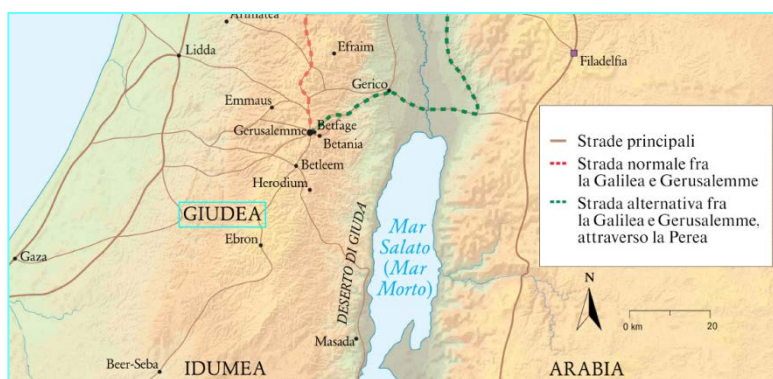 Arimatea
Efraim
Lidda
Filadelfia
Gerico
Emmaus
Gerusalemme
Betfage
Betania
Betleem
Herodium
GIUDEA
Ebron
Gaza
DESERTO DI GIUDA
Mar
Salato
(Mar
Morto)
Masada
Beer-Seba
IDUMEA
ARABIA
Strade principali
Strada normale fra
la Galilea e Gerusalemme
Strada alternativa fra
la Galilea e Gerusalemme,
attraverso la Perea
N
0 km 20